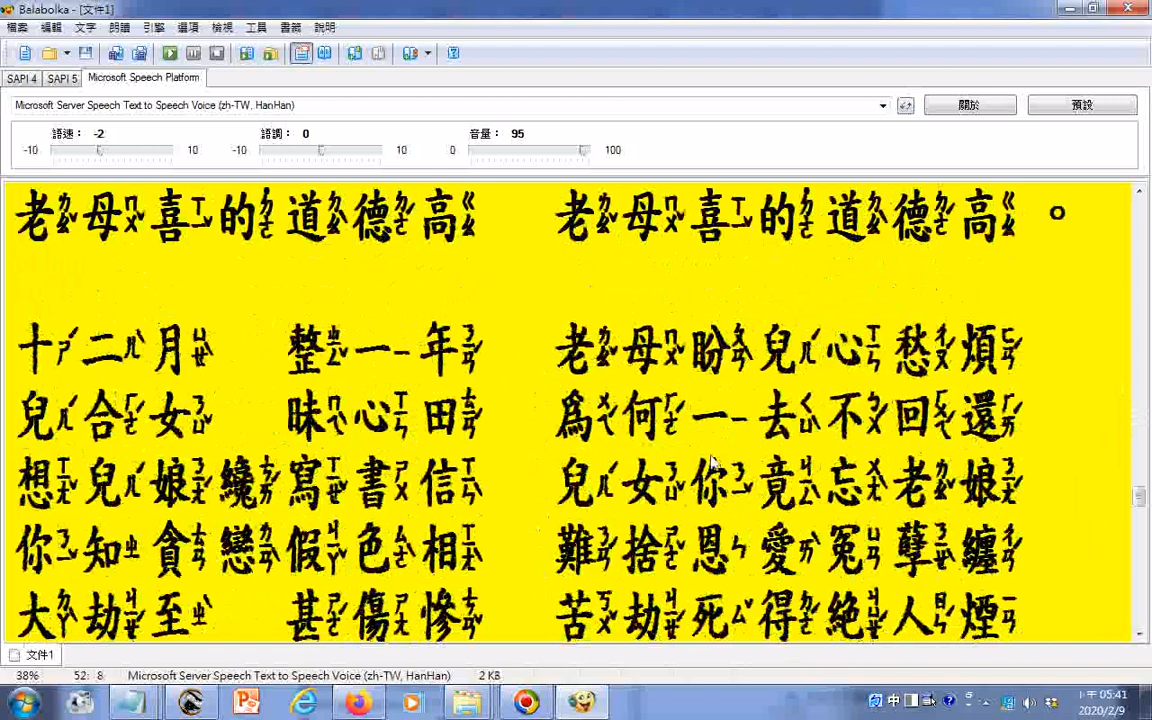 Balabolka - [文件1]
檔案 編輯 文字 朗讀 引擎 選項 檢視 工具 書籤 說明
SAPI 4 SAPI 5 Microsoft Speech Platform
Microsoft Server Speech Text to Speech Voice (zh-TW, HanHan) 關於 預設
語速： -2 語調： 0 音量： 95
-10 10 -10 10 0 100
老母喜的道德高 老母喜的道德高。
十二月 整一年 老母盼兒心愁煩
兒合女 昧心田 爲何一去不回還
想兒娘纔寫書信 兒女你竟忘老娘
你知貪戀假色相 難捨恩愛冤孽纏
大劫至 甚傷慘 苦劫死得絕人煙
文件1
38% 52: 8 Microsoft Server Speech Text to Speech Voice (zh-TW, HanHan) 2 KB
中 下午 05:41
2020/2/9